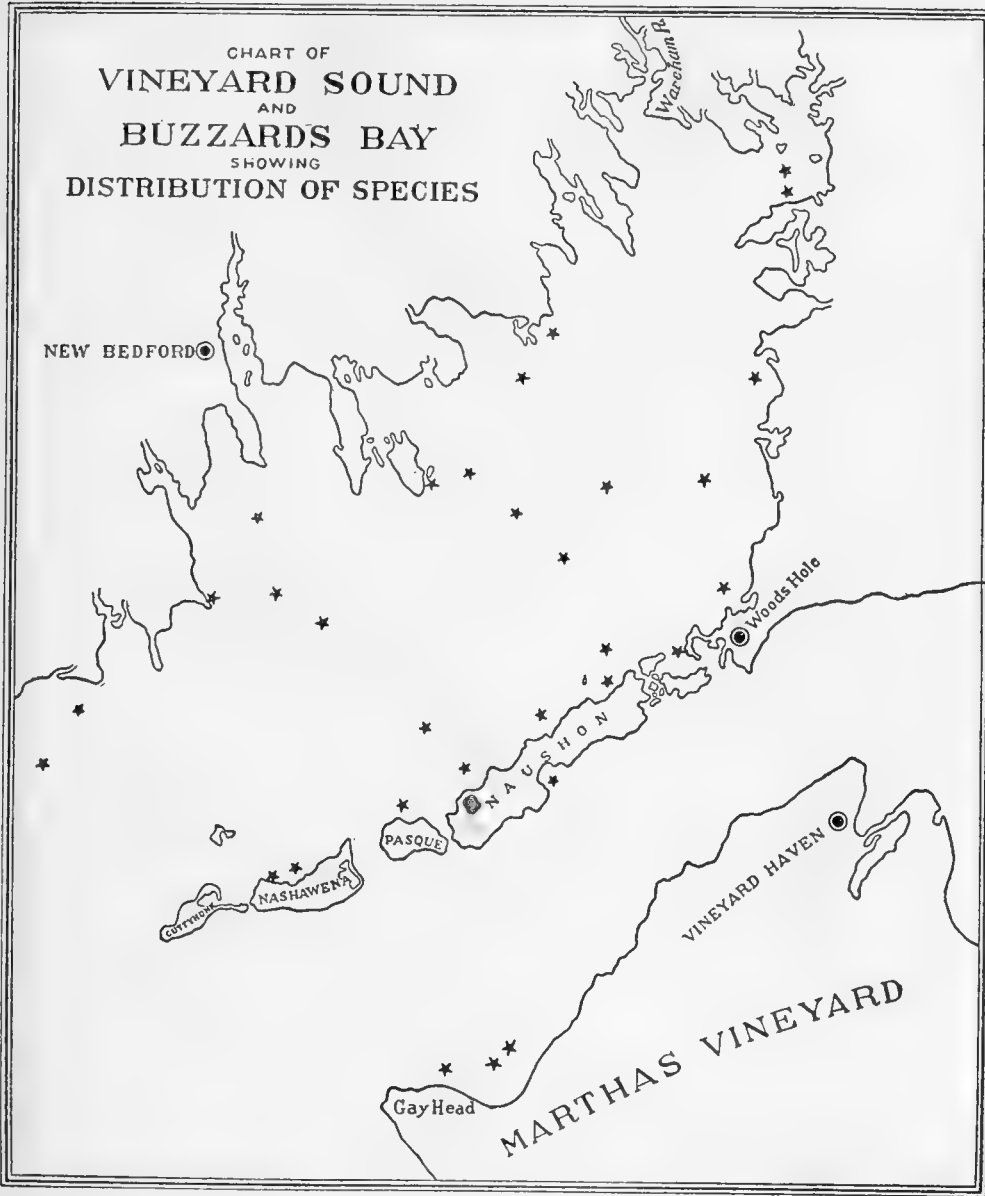 CHART OF
VINEYARD SOUND
AND
BUZZARDS BAY
SHOWING
DISTRIBUTION OF SPECIES
Wareham R.
NEW BEDFORD
Woods Hole
NAUSHON
PASQUE
NASHAWENA
CUTTYHUNK
VINEYARD HAVEN
Gay Head
MARTHAS VINEYARD